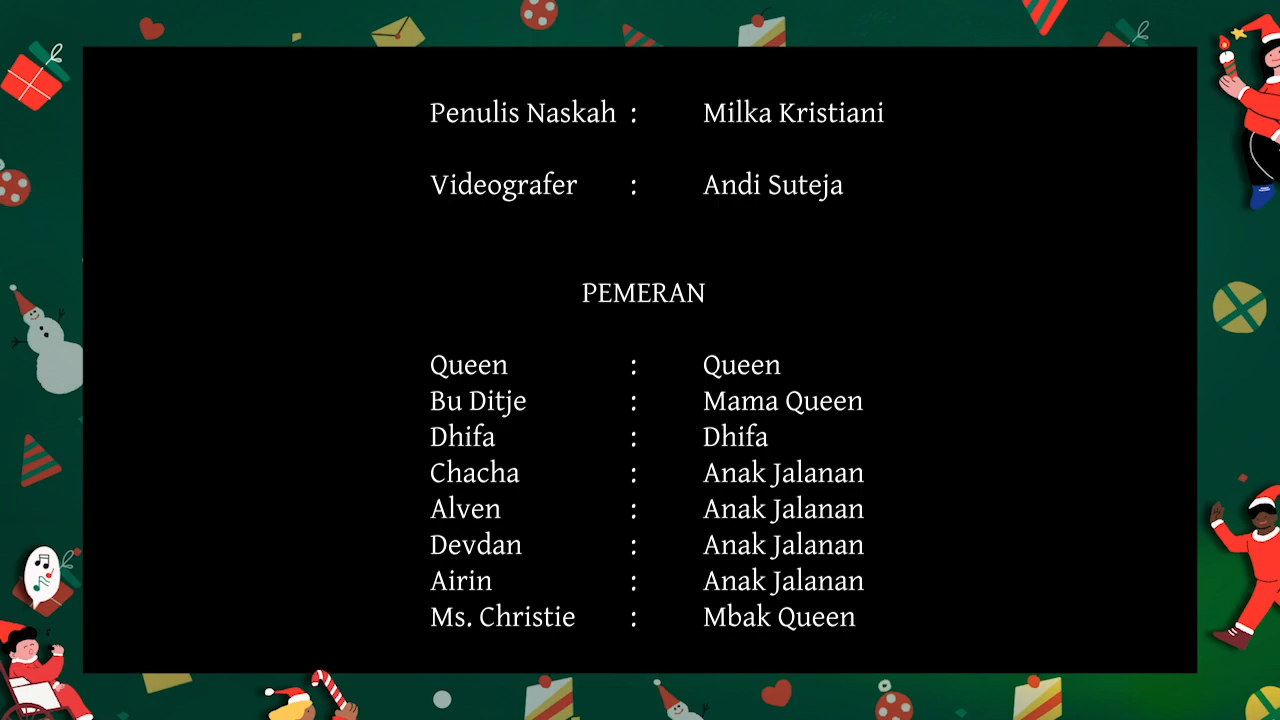 Penulis Naskah : Milka Kristiani
Videografer : Andi Suteja
PEMERAN
Queen : Queen
Bu Ditje : Mama Queen
Dhifa : Dhifa
Chacha : Anak Jalanan
Alven : Anak Jalanan
Devdan : Anak Jalanan
Airin : Anak Jalanan
Ms. Christie : Mbak Queen